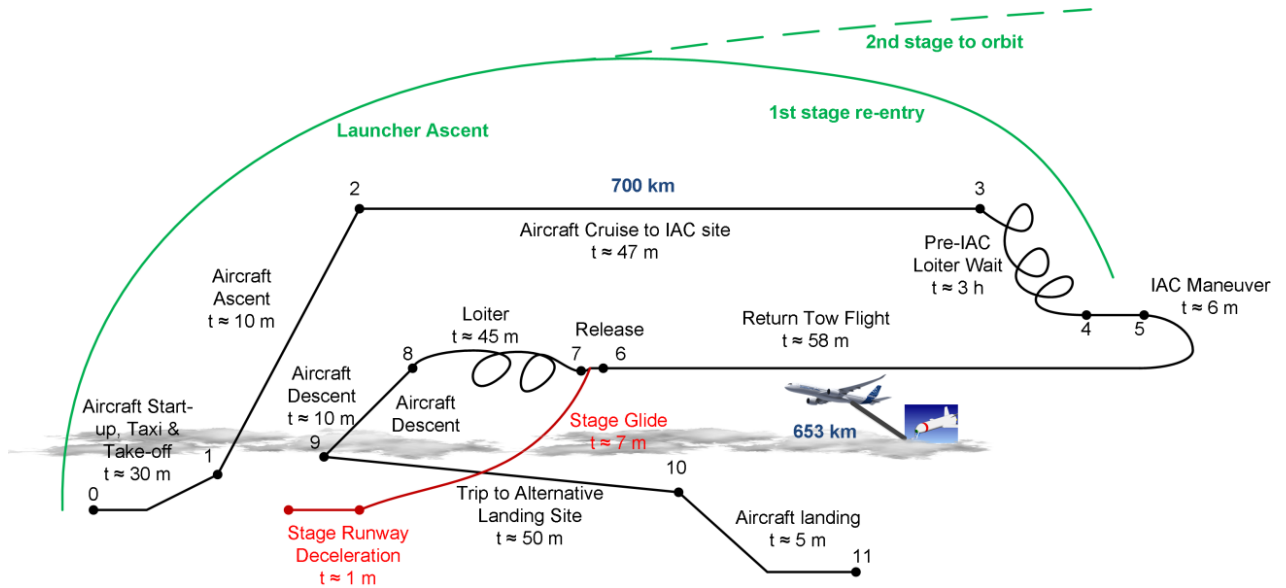 2nd stage to orbit
1st stage re-entry
Launcher Ascent
2
700 km
3
Aircraft Cruise to IAC site
t ≈ 47 m
Pre-IAC
Loiter Wait
t ≈ 3 h
Aircraft
Ascent
t ≈ 10 m
IAC Maneuver
t ≈ 6 m
4
5
Loiter
t ≈ 45 m
Release
Return Tow Flight
t ≈ 58 m
8
7
6
Aircraft
Descent
t ≈ 10 m
Aircraft
Descent
Aircraft Start-
up, Taxi &
Take-off
t ≈ 30 m
Stage Glide
t ≈ 7 m
653 km
1
9
10
0
Trip to Alternative
Landing Site
t ≈ 50 m
Aircraft landing
t ≈ 5 m
Stage Runway
Deceleration
t ≈ 1 m
11